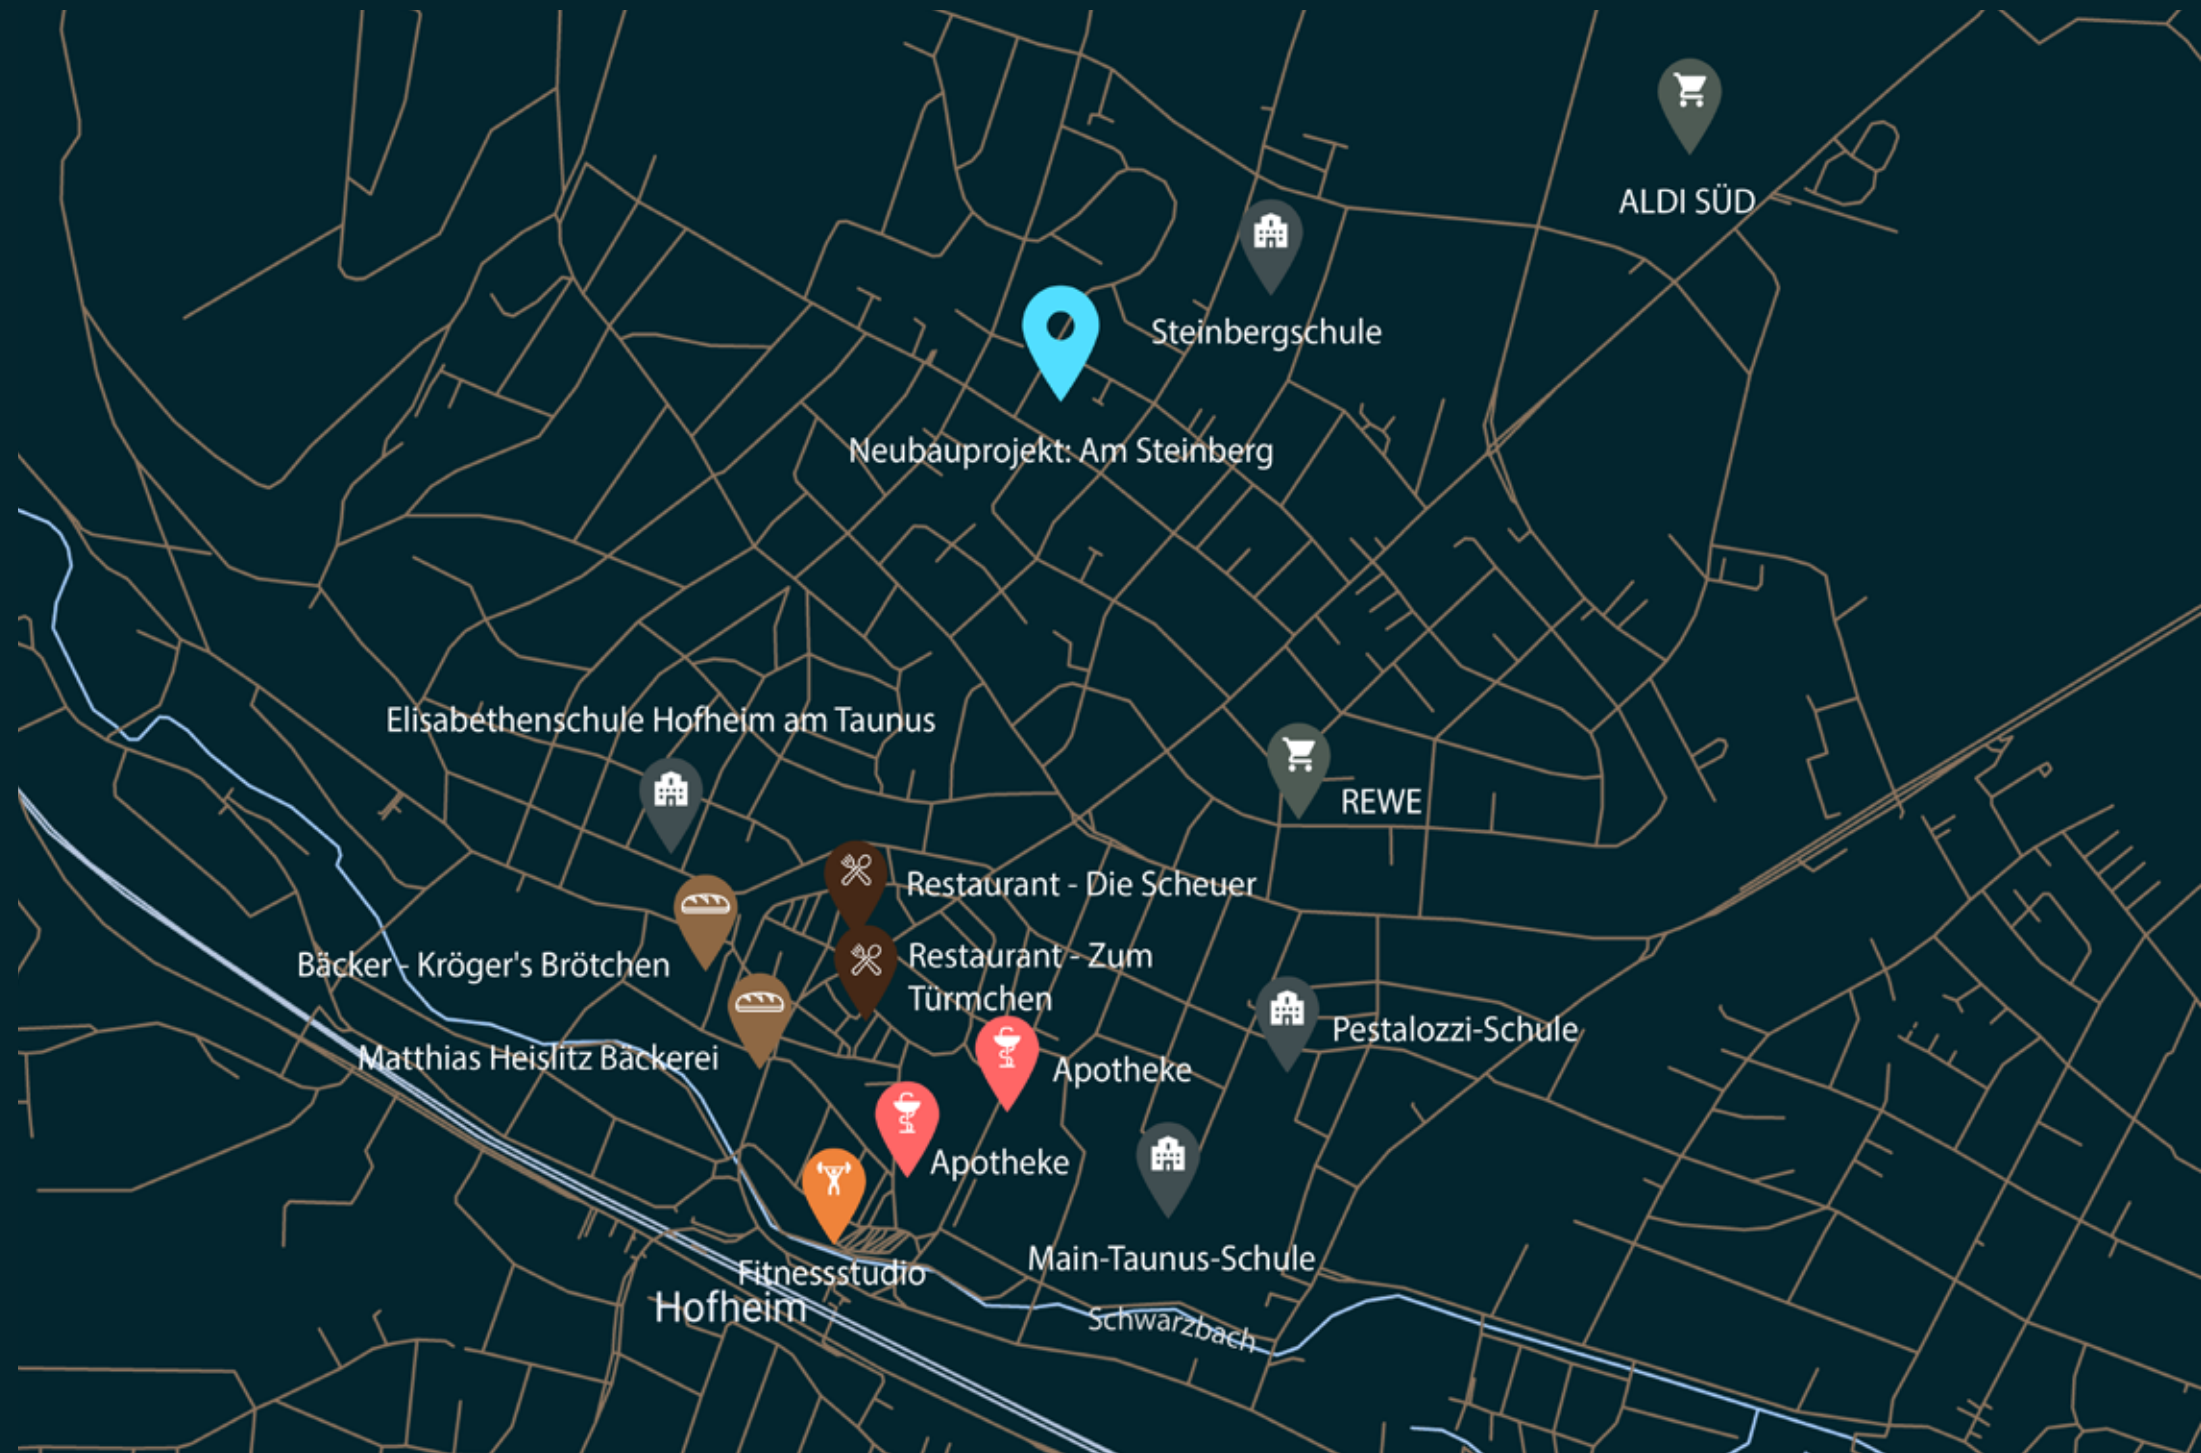 ALDI SÜD
Steinbergschule
Neubauprojekt: Am Steinberg
Elisabethenschule Hofheim am Taunus
REWE
Restaurant - Die Scheuer
Restaurant - Zum
Türmchen
Bäcker - Kröger's Brötchen
Pestalozzi-Schule
Matthias Heislitz Bäckerei
Apotheke
Apotheke
Main-Taunus-Schule
Fitnessstudio
Hofheim
Schwarzbach